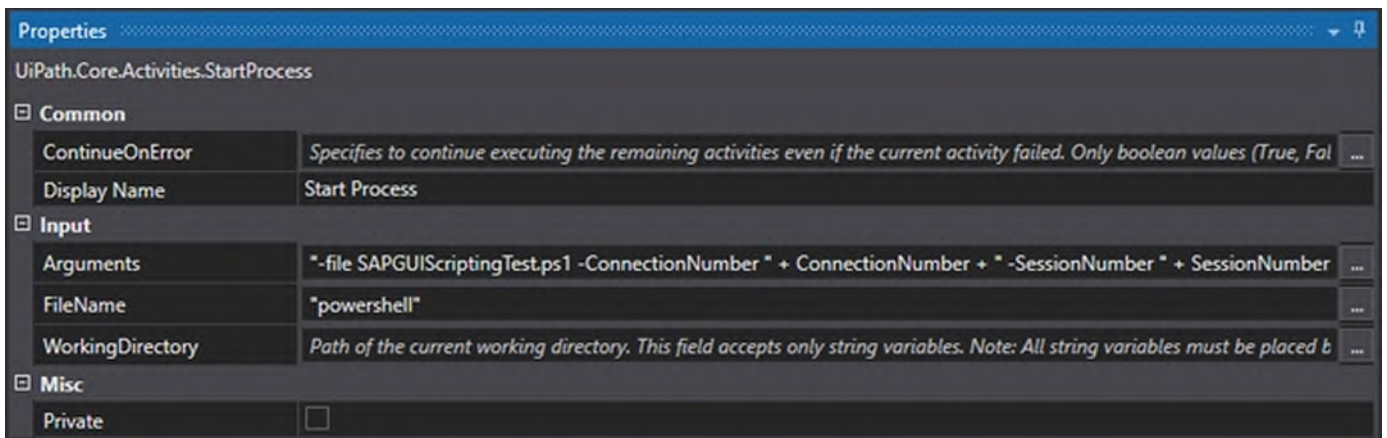 Properties
UiPath.Core.Activities.StartProcess
Common
ContinueOnError Specifies to continue executing the remaining activities even if the current activity failed. Only boolean values (True, Fal ...
Display Name Start Process
Input
Arguments "-file SAPGUIScriptingTest.ps1 -ConnectionNumber " + ConnectionNumber + " -SessionNumber " + SessionNumber ...
FileName "powershell" ...
WorkingDirectory Path of the current working directory. This field accepts only string variables. Note: All string variables must be placed b ...
Misc
Private